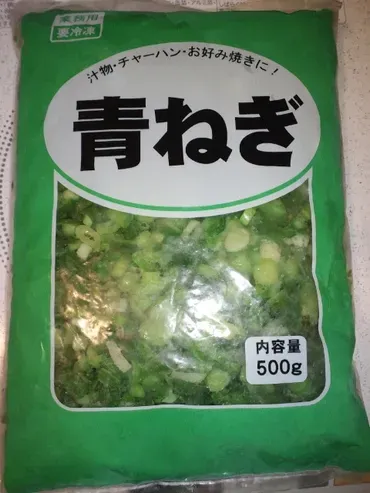 業務用
要冷凍
汁物・チャーハン・お好み焼きに!
青ねぎ
内容量
500g